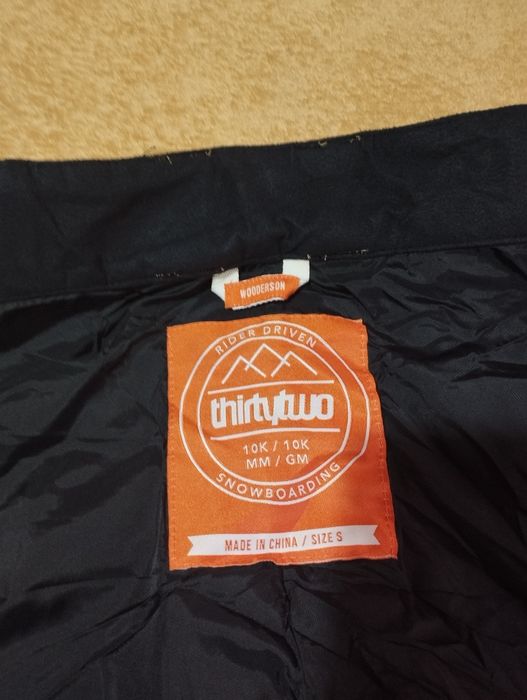 WOODERSON
RIDER DRIVEN
thirtytwo
10K / 10K
MM / GM
SNOWBOARDING
MADE IN CHINA / SIZE S